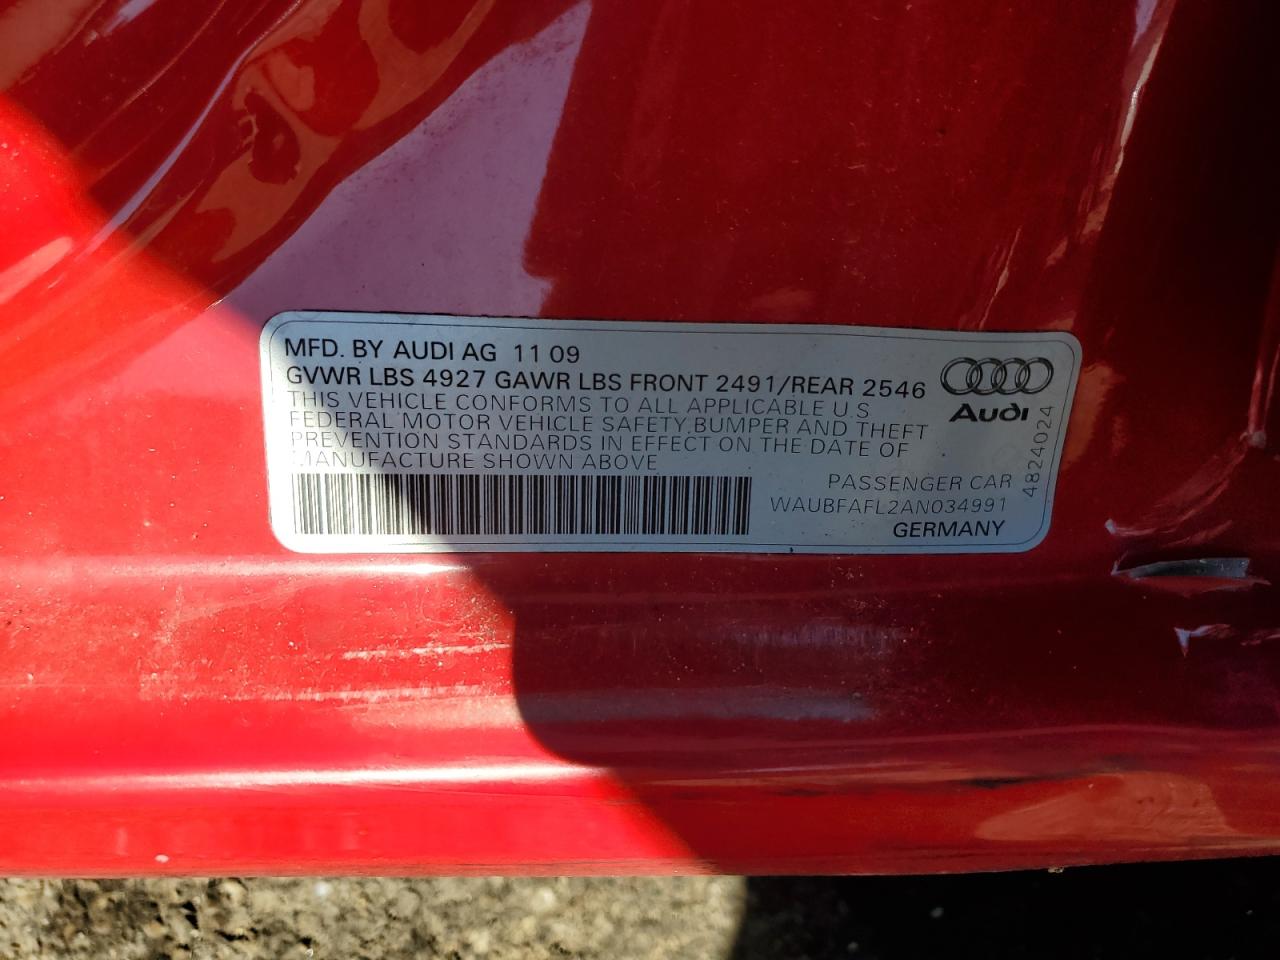 MFD. BY AUDI AG 11 09
GVWR LBS 4927 GAWR LBS FRONT 2491/REAR 2546
THIS VEHICLE CONFORMS TO ALL APPLICABLE U.S
FEDERAL MOTOR VEHICLE SAFETY,BUMPER AND THEFT
PREVENTION STANDARDS IN EFFECT ON THE DATE OF
MANUFACTURE SHOWN ABOVE
PASSENGER CAR
WAUBFAFL2AN034991
GERMANY
Audi
4824024